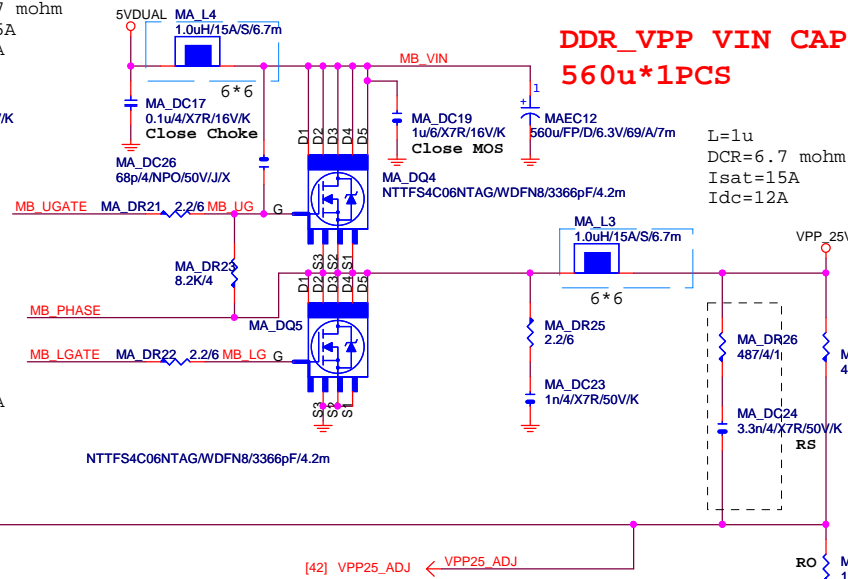 7 mohm
5A
A
5VDUAL
MA_L4
1.0uH/15A/S/6.7m
6*6
MB_VIN
DDR_VPP VIN CAP
560u*1PCS
MA_DC17
0.1u/4/X7R/16V/K
Close Choke
V/K
MA_DC26
68p/4/NPO/50V/J/X
D1
D2
D3
D4
D5
MA_DC19
1u/6/X7R/16V/K
Close MOS
1
+
MAEC12
560u/FP/D/6.3V/69/A/7m
L=1u
DCR=6.7 mohm
Isat=15A
Idc=12A
MA_DQ4
NTTFS4C06NTAG/WDFN8/3366pF/4.2m
MB_UGATE
MA_DR21
2.2/6
MB_UG
G
S3
S2
S1
MA_L3
1.0uH/15A/S/6.7m
6*6
VPP_25V
MA_DR23
8.2K/4
D1
D2
D3
D4
D5
MB_PHASE
MA_DQ5
MB_LGATE
MA_DR22
2.2/6
MB_LG
G
S3
S2
S1
MA_DR25
2.2/6
MA_DC23
1n/4/X7R/50V/K
MA_DR26
487/4/1
M
4
MA_DC24
3.3n/4/X7R/50V/K
RS
A
NTTFS4C06NTAG/WDFN8/3366pF/4.2m
[42] VPP25_ADJ
VPP25_ADJ
RO
M
1